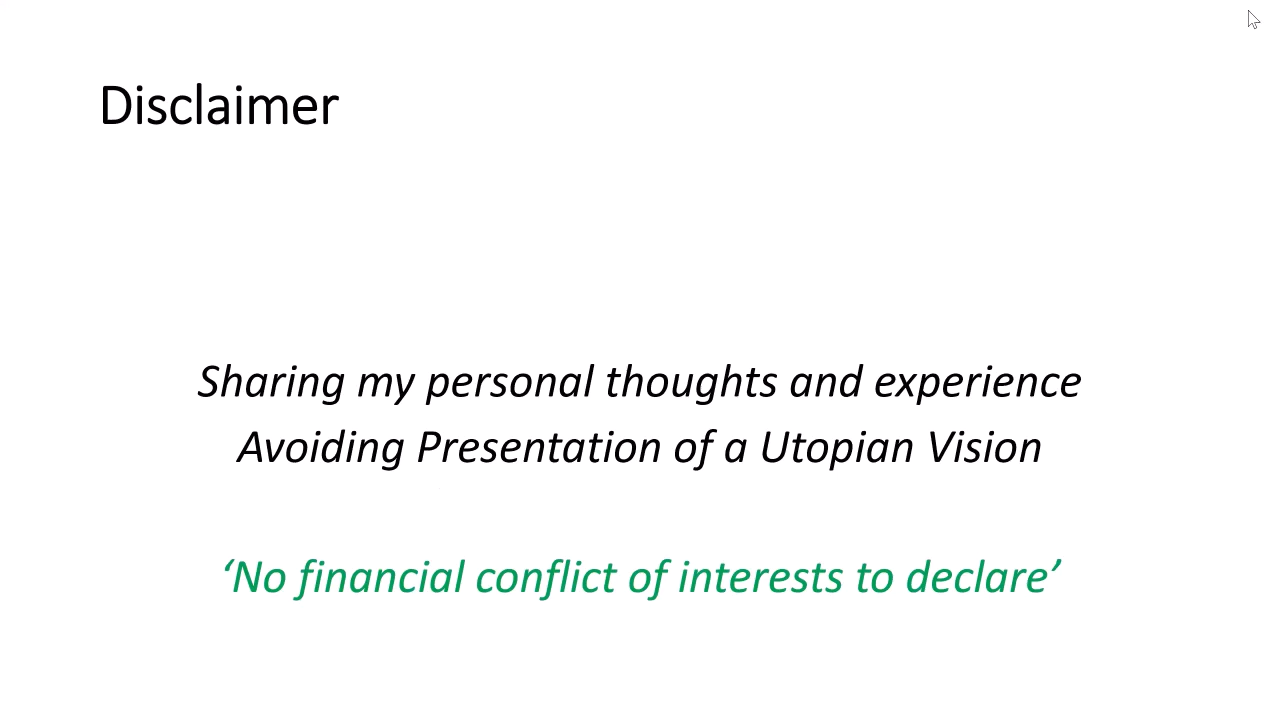 Disclaimer
Sharing my personal thoughts and experience
Avoiding Presentation of a Utopian Vision
‘No financial conflict of interests to declare’